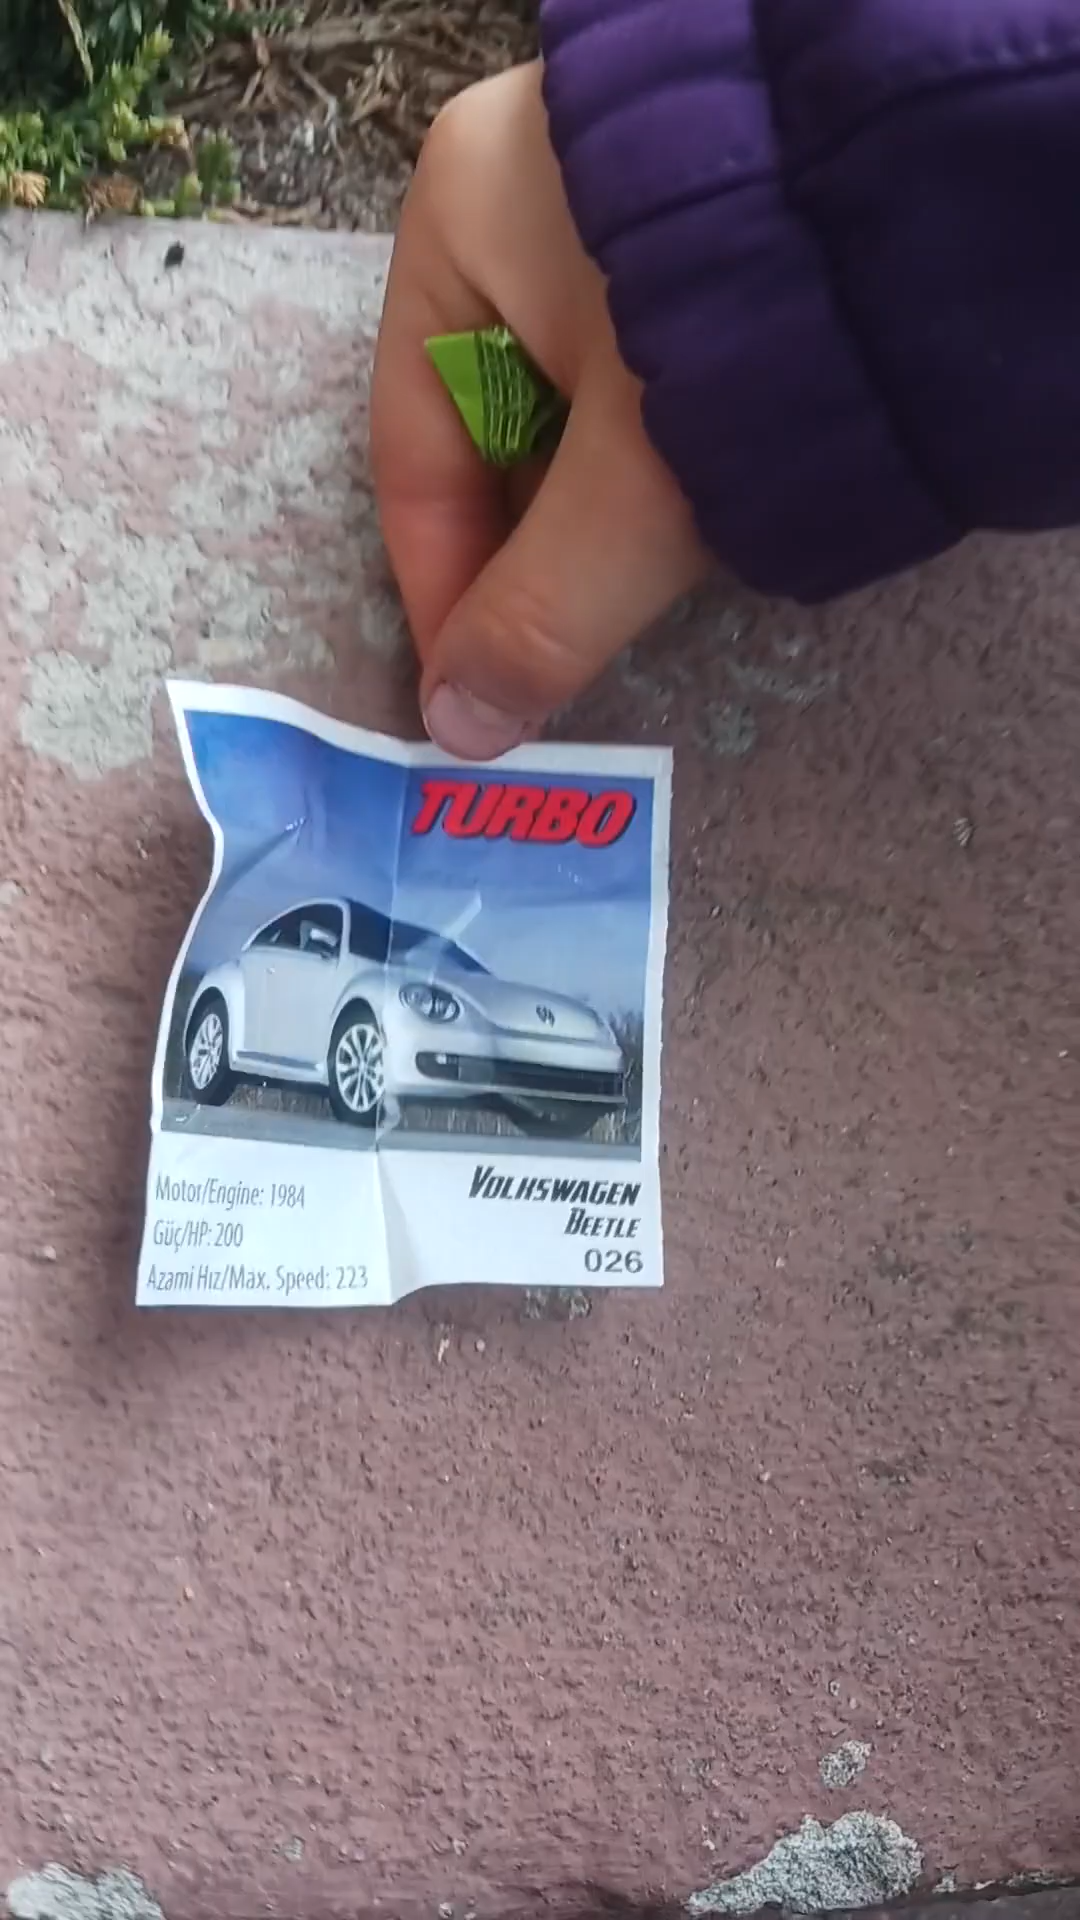 TURBO
Motor/Engine: 1984
Güç/HP: 200
Azami Hız/Max. Speed: 223
VOLKSWAGEN
BEETLE
026